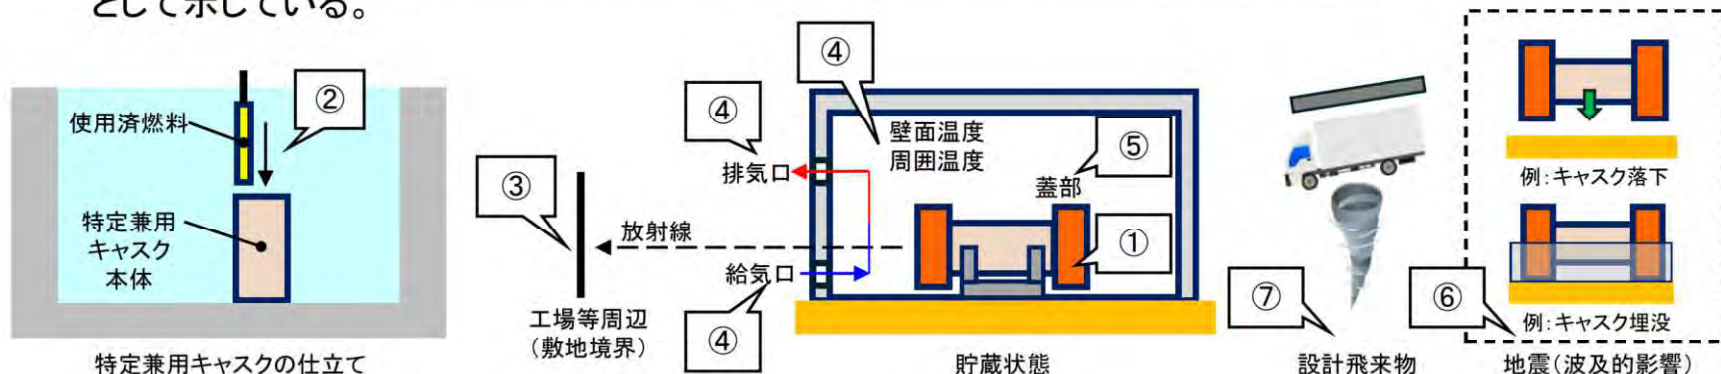 として示している。
②
使用済燃料
特定兼用
キャスク
本体
特定兼用キャスクの仕立て
③
放射線
工場等周辺
（敷地境界）
④
④
壁面温度
周囲温度
⑤
排気口
蓋部
①
給気口
④
貯蔵状態
⑦
設計飛来物
例：キャスク落下
⑥
例：キャスク埋没
地震（波及的影響）